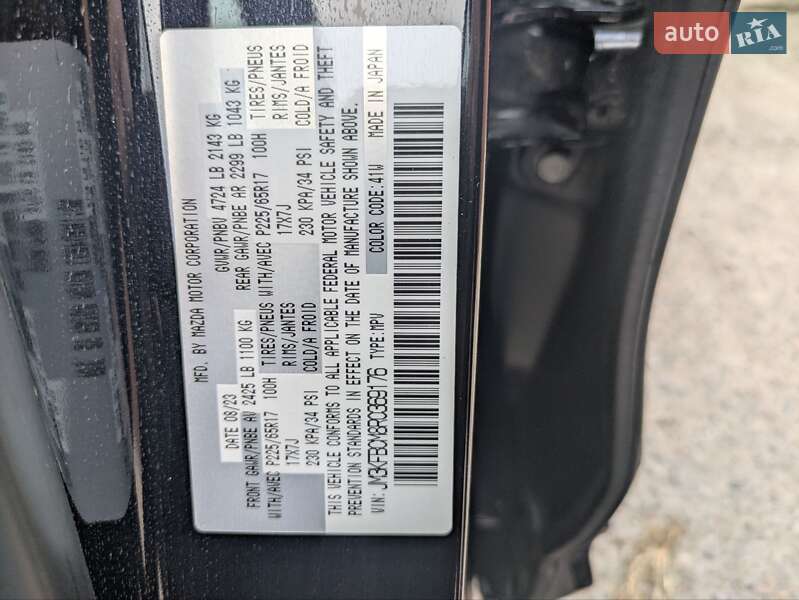 auto RIA
.com
MFD. BY MAZDA MOTOR CORPORATION
DATE 08/23 GVWR/PNBV 4724 LB 2143 KG
FRONT GAWR/PNBE AV 2425 LB 1100 KG REAR GAWR/PNBE AR 2299 LB 1043 KG
WITH/AVEC P225/65R17 100H TIRES/PNEUS WITH/AVEC P225/65R17 100H TIRES/PNEUS
17X7J RIMS/JANTES 17X7J RIMS/JANTES
230 KPA/34 PSI COLD/A FROID 230 KPA/34 PSI COLD/A FROID
THIS VEHICLE CONFORMS TO ALL APPLICABLE FEDERAL MOTOR VEHICLE SAFETY AND THEFT
PREVENTION STANDARDS IN EFFECT ON THE DATE OF MANUFACTURE SHOWN ABOVE.
VIN: JM3KFBCM8R0369176 TYPE:MPV COLOR CODE:41W MADE IN JAPAN